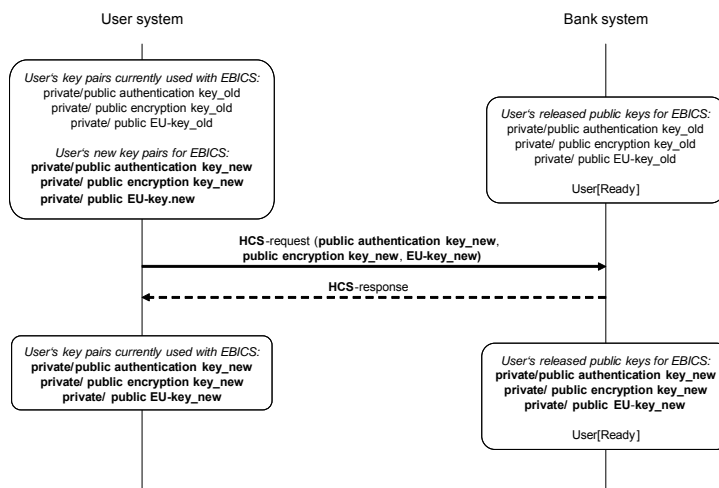 User system
Bank system
User's key pairs currently used with EBICS:
private/public authentication key_old
private/ public encryption key_old
private/ public EU-key_old
User's new key pairs for EBICS:
private/public authentication key_new
private/ public encryption key_new
private/ public EU-key.new
User's released public keys for EBICS:
private/public authentication key_old
private/ public encryption key_old
private/ public EU-key_old
User[Ready]
HCS-request (public authentication key_new,
public encryption key_new, EU-key_new)
HCS-response
User's key pairs currently used with EBICS:
private/public authentication key_new
private/ public encryption key_new
private/ public EU-key_new
User's released public keys for EBICS:
private/public authentication key_new
private/ public encryption key_new
private/ public EU-key_new
User[Ready]